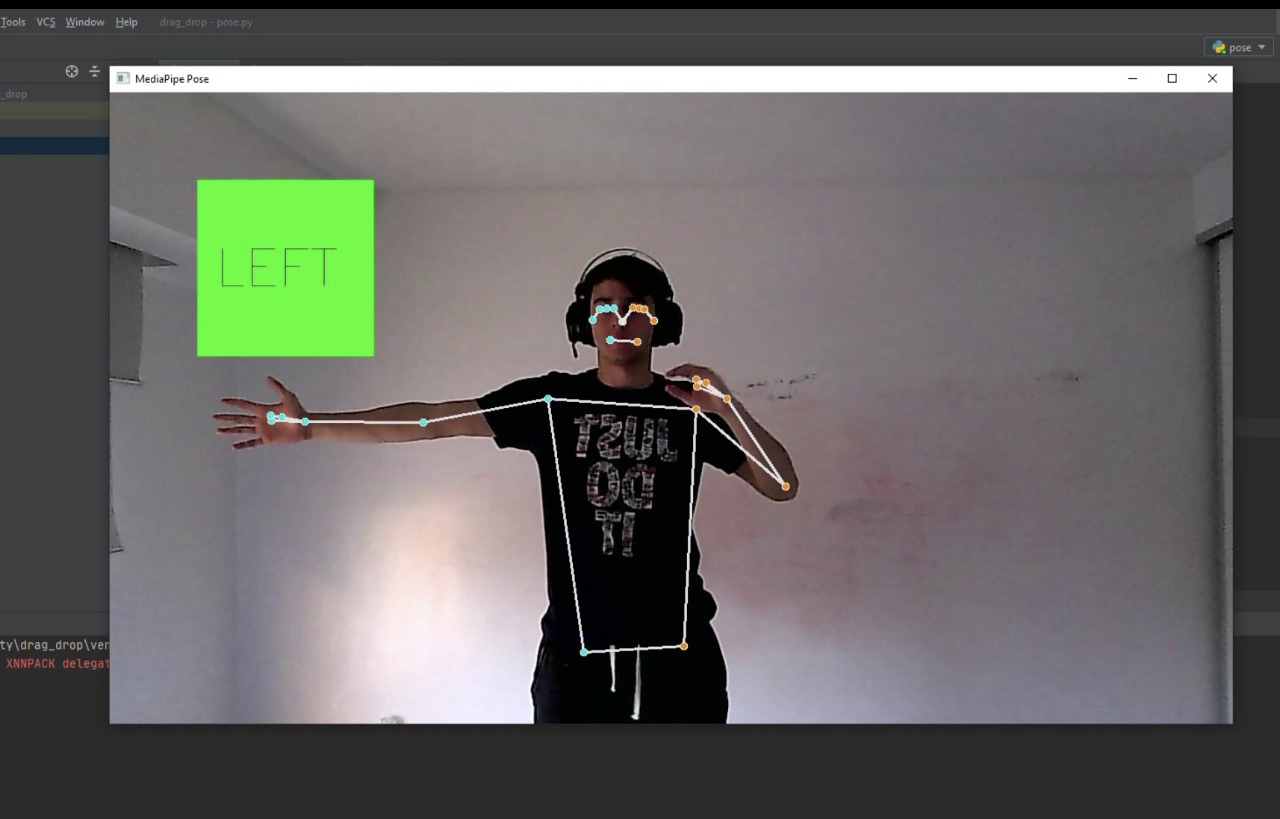 Tools VCS Window Help drag_drop - pose.py
pose
_drop
MediaPipe Pose
LEFT
JUST
DO
IT
ty\drag_drop\ver
XNNPACK delegat